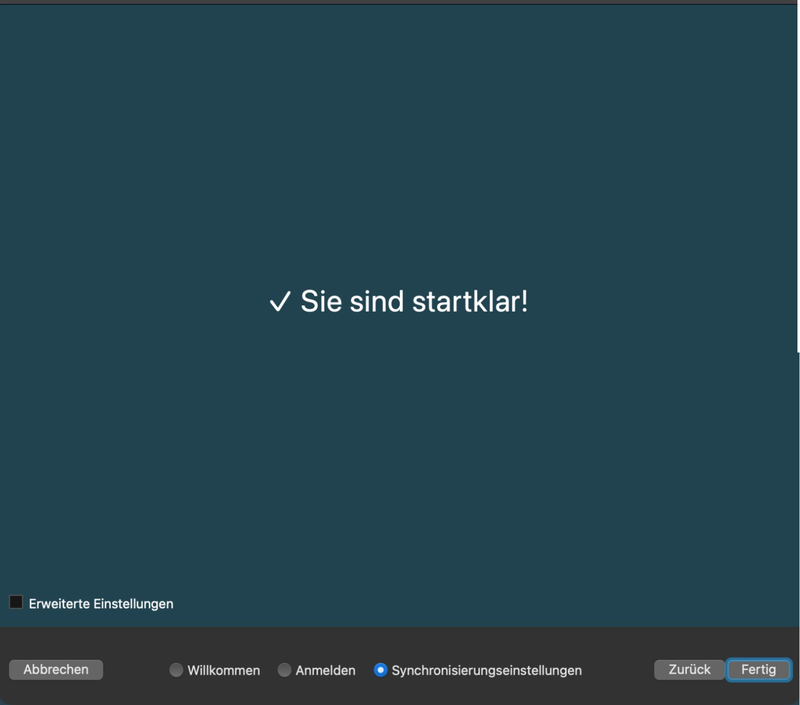 ✓ Sie sind startklar!
Erweiterte Einstellungen
Abbrechen Willkommen Anmelden Synchronisierungseinstellungen Zurück Fertig